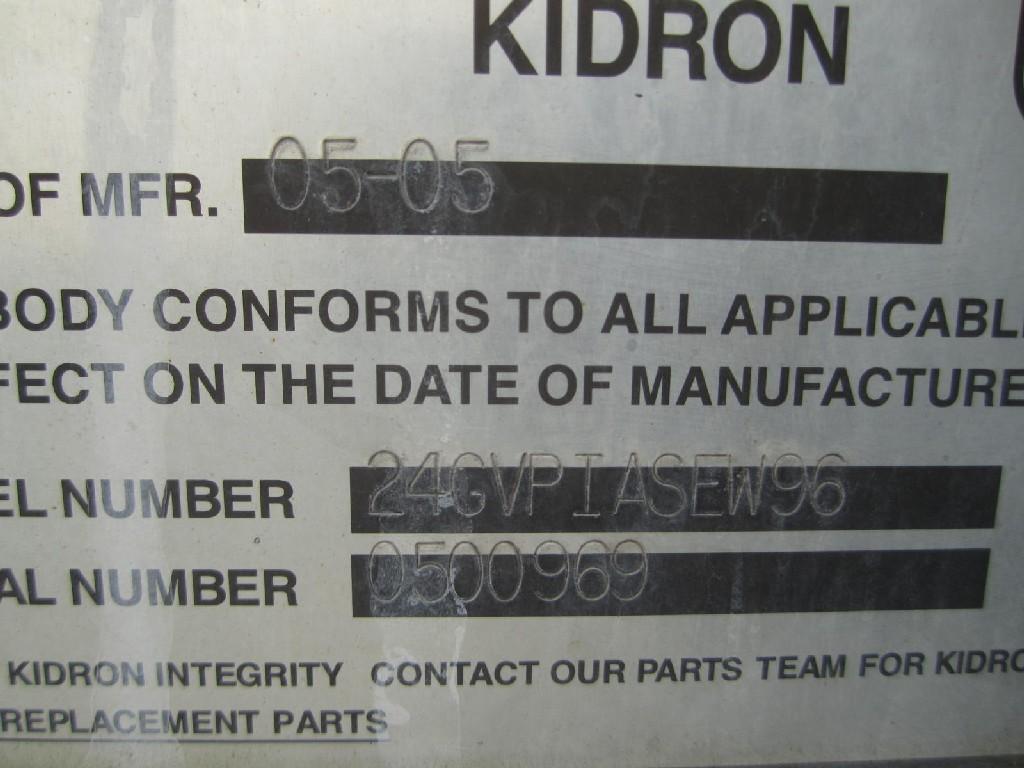 KIDRON
OF MFR. 05-05
BODY CONFORMS TO ALL APPLICABL
FECT ON THE DATE OF MANUFACTURE
EL NUMBER 24GVPIASEW96
AL NUMBER 0500969
KIDRON INTEGRITY CONTACT OUR PARTS TEAM FOR KIDRO
REPLACEMENT PARTS